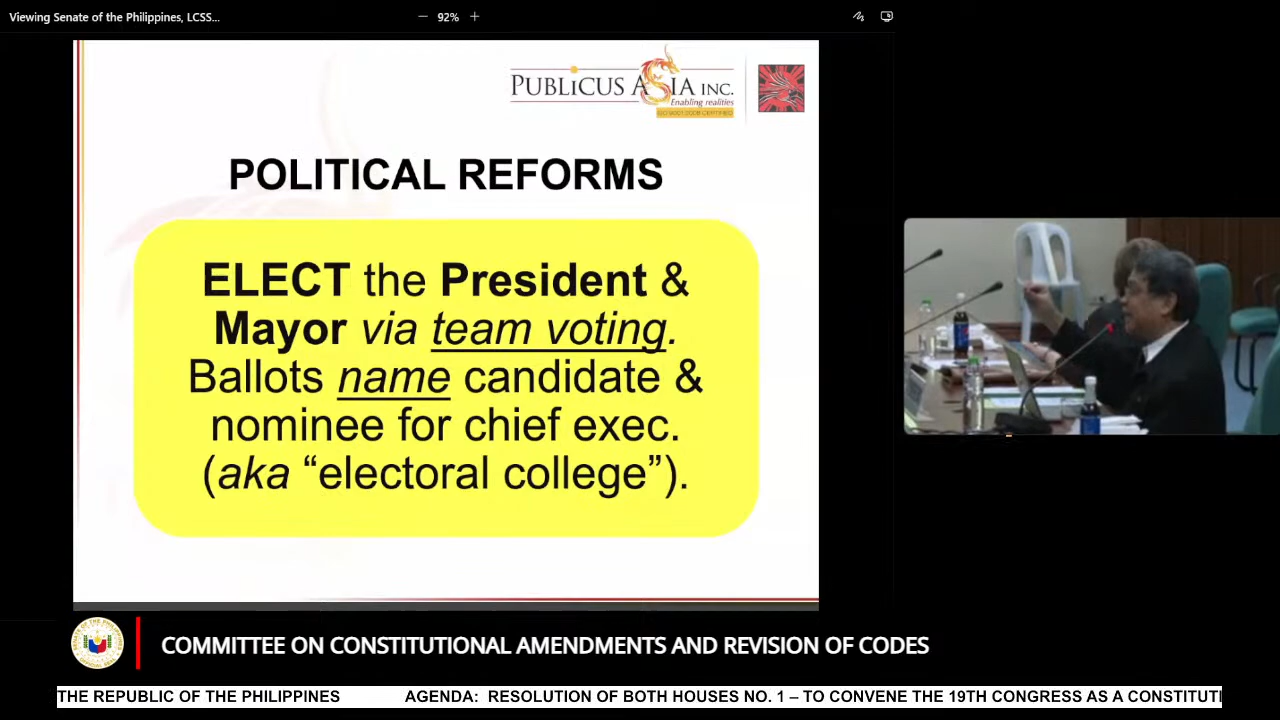 Viewing Senate of the Philippines, LCSS...
92%
PUBLiCUS ASIA INC.
Enabling realities
POLITICAL REFORMS
ELECT the President &
Mayor via team voting.
Ballots name candidate &
nominee for chief exec.
(aka “electoral college”).
COMMITTEE ON CONSTITUTIONAL AMENDMENTS AND REVISION OF CODES
THE REPUBLIC OF THE PHILIPPINES AGENDA: RESOLUTION OF BOTH HOUSES NO. 1 – TO CONVENE THE 19TH CONGRESS AS A CONSTITUTI